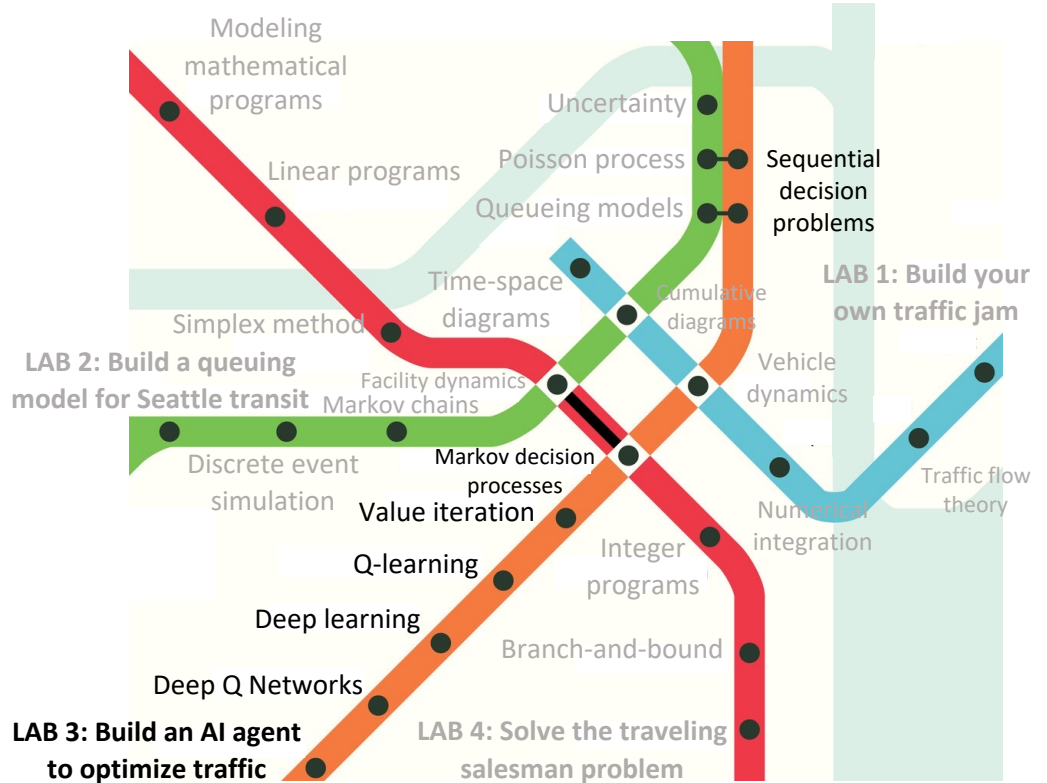 Modeling
mathematical
programs
Uncertainty
Linear programs
Poisson process
Sequential
decision
problems
Queueing models
Time-space
diagrams
Cumulative
diagrams
LAB 1: Build your
own traffic jam
Simplex method
LAB 2: Build a queuing
model for Seattle transit
Facility dynamics
Markov chains
Vehicle
dynamics
Discrete event
simulation
Markov decision
processes
Traffic flow
theory
Value iteration
Numerical
integration
Integer
programs
Q-learning
Deep learning
Branch-and-bound
Deep Q Networks
LAB 3: Build an AI agent
to optimize traffic
LAB 4: Solve the traveling
salesman problem